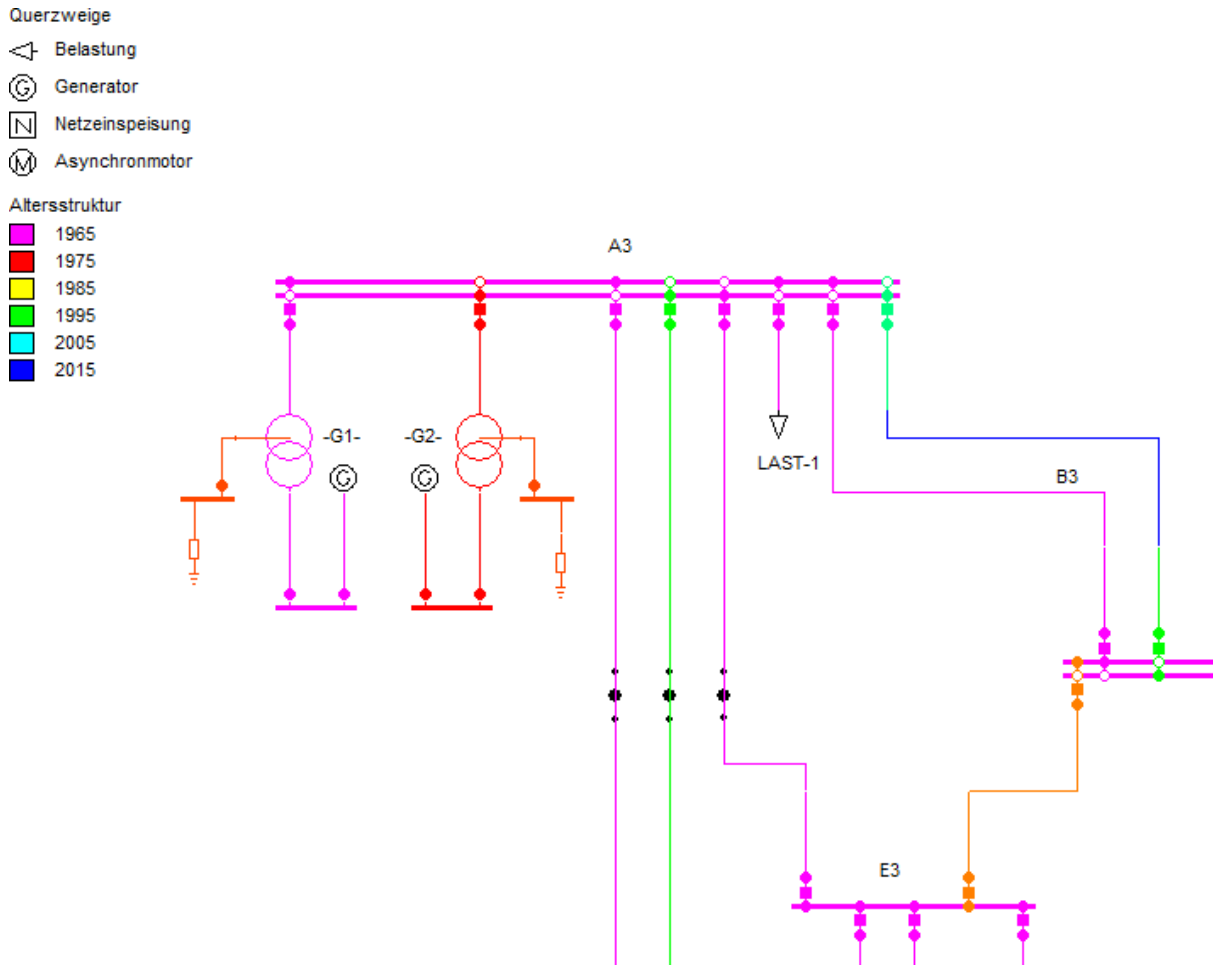 Querzweige
Belastung
G Generator
N Netzeinspeisung
M Asynchronmotor
Altersstruktur
1965
1975
1985
1995
2005
2015
A3
-G1-
-G2-
G
G
LAST-1
B3
E3